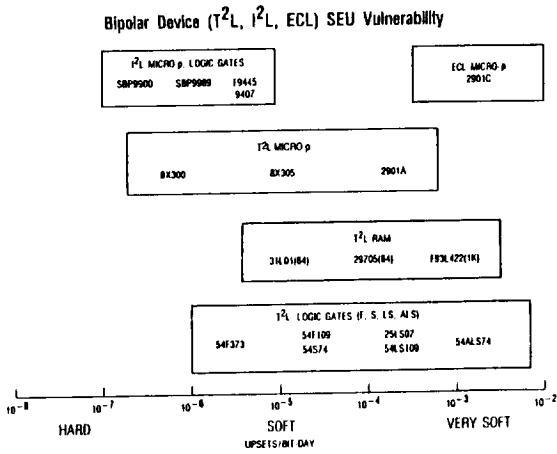 Bipolar Device (T²L, I²L, ECL) SEU Vulnerability
I²L MICRO p, LOGIC GATES
SBP9900 SBP9989 F9445
9407
ECL MICRO-p
2901C
T²L MICRO p
8X300 8X305 2901A
T²L RAM
31L01(64) 29705(64) F93L422(1K)
T²L LOGIC GATES (F, S, LS, ALS)
54F373 54F109 25LS07 54ALS74
54S74 54LS109
10⁻⁸ 10⁻⁷ 10⁻⁶ 10⁻⁵ 10⁻⁴ 10⁻³ 10⁻²
HARD SOFT VERY SOFT
UPSETS/BIT-DAY